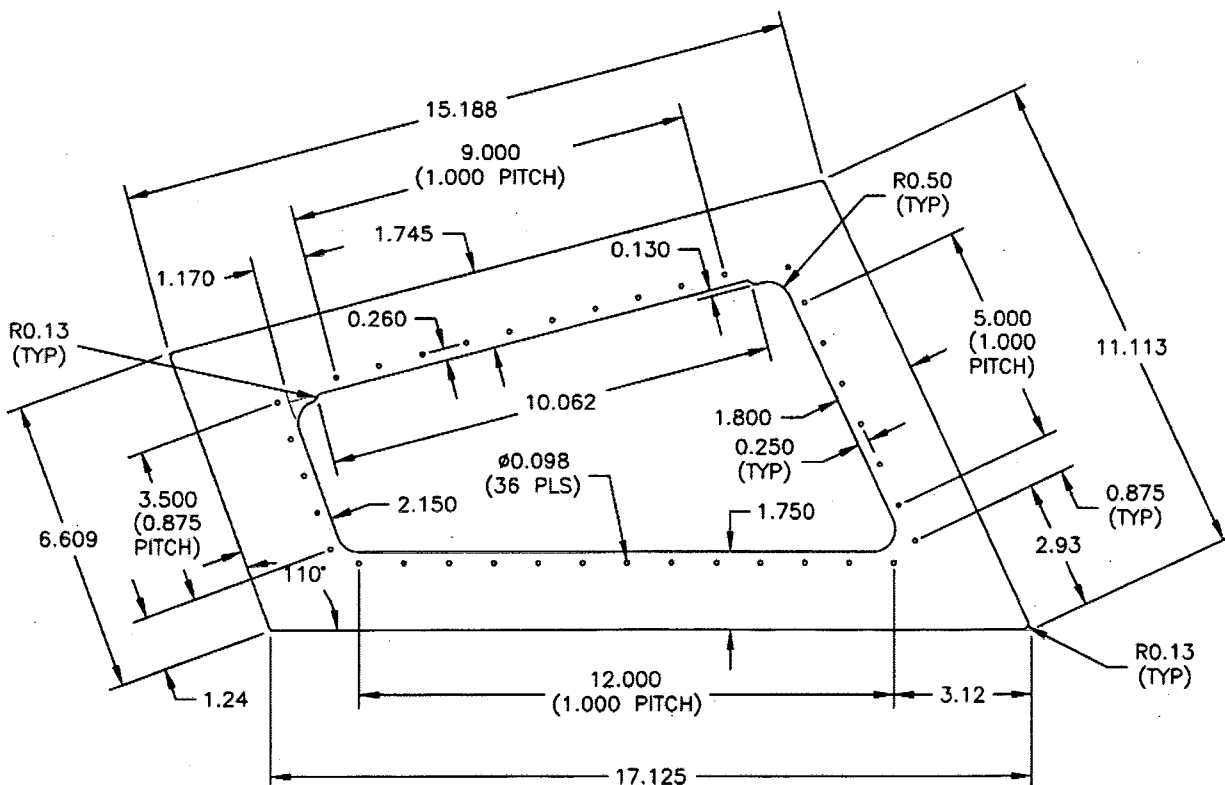 15.188
9.000
(1.000 PITCH)
R0.50
(TYP)
1.745
0.130
1.170
0.260
R0.13
(TYP)
5.000
(1.000
PITCH)
11.113
10.062
1.800
0.250
(TYP)
ø0.098
(36 PLS)
3.500
(0.875
PITCH)
2.150
1.750
0.875
(TYP)
6.609
2.93
110°
R0.13
(TYP)
1.24
12.000
(1.000 PITCH)
3.12
17.125